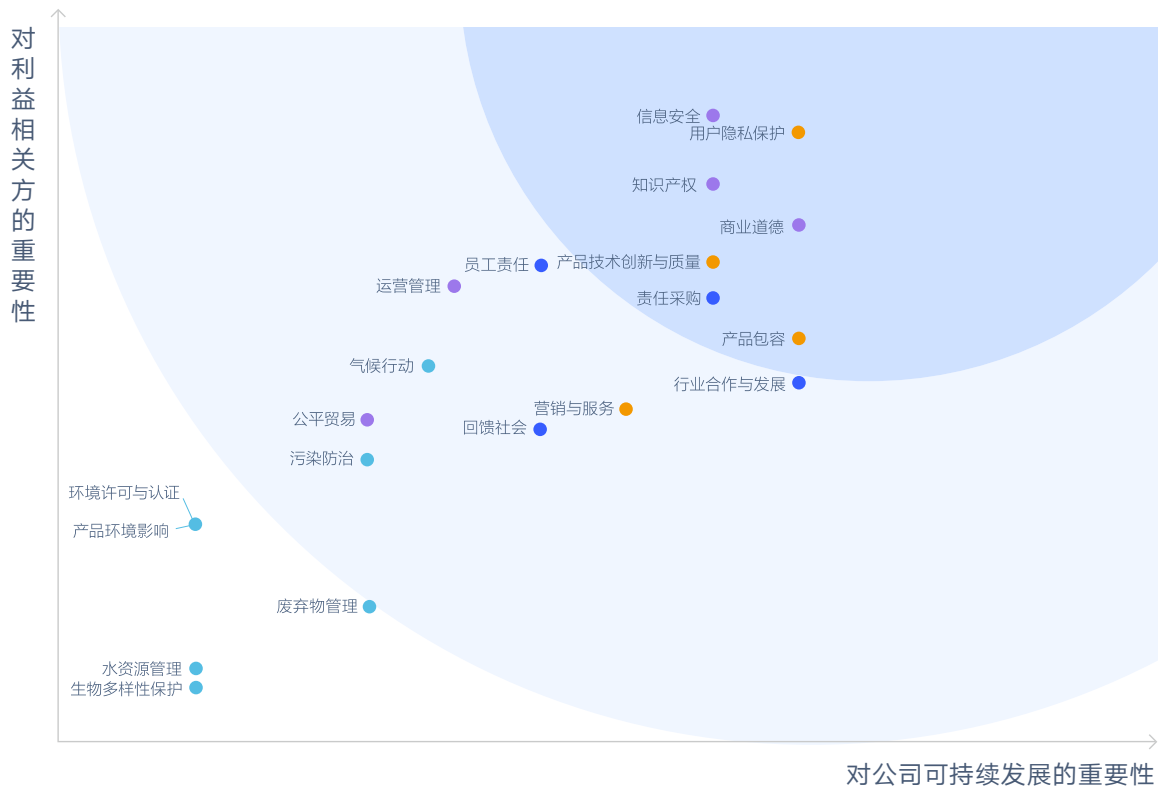 对利益相关方的重要性
信息安全
用户隐私保护
知识产权
商业道德
产品技术创新与质量
员工责任
运营管理
责任采购
产品包容
气候行动
行业合作与发展
营销与服务
公平贸易
回馈社会
污染防治
环境许可与认证
产品环境影响
废弃物管理
水资源管理
生物多样性保护
对公司可持续发展的重要性